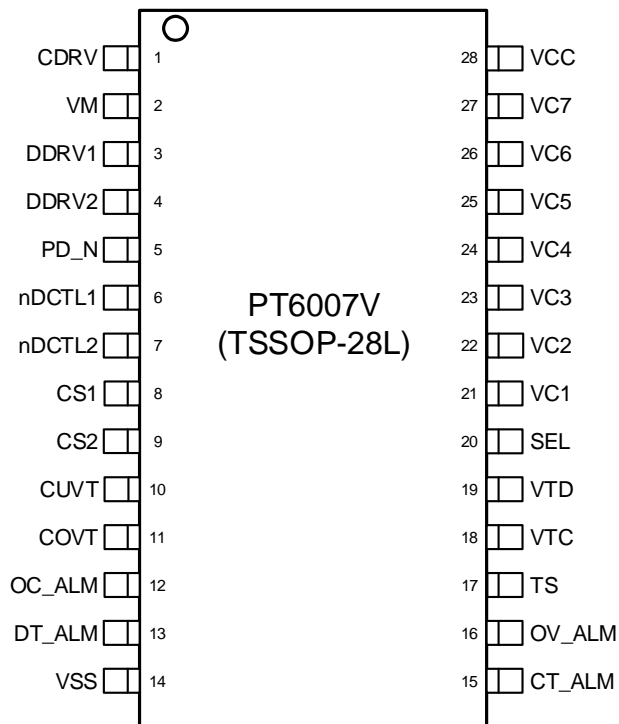 CDRV 1 28 VCC
VM 2 27 VC7
DDRV1 3 26 VC6
DDRV2 4 25 VC5
PD_N 5 24 VC4
nDCTL1 6 23 VC3
PT6007V
(TSSOP-28L)
nDCTL2 7 22 VC2
CS1 8 21 VC1
CS2 9 20 SEL
CUVT 10 19 VTD
COVT 11 18 VTC
OC_ALM 12 17 TS
DT_ALM 13 16 OV_ALM
VSS 14 15 CT_ALM